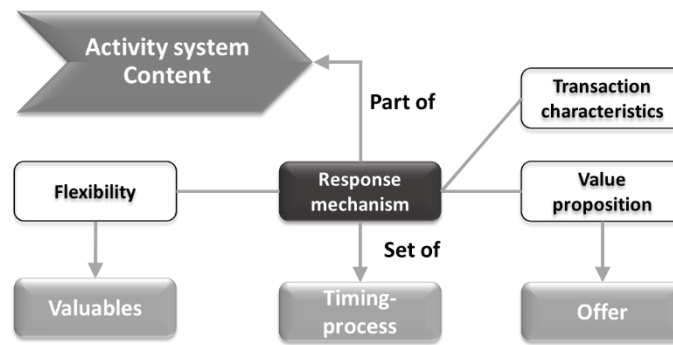 Activity system
Content
Part of
Transaction
characteristics
Flexibility
Response
mechanism
Value
proposition
Set of
Valuables
Timing-
process
Offer